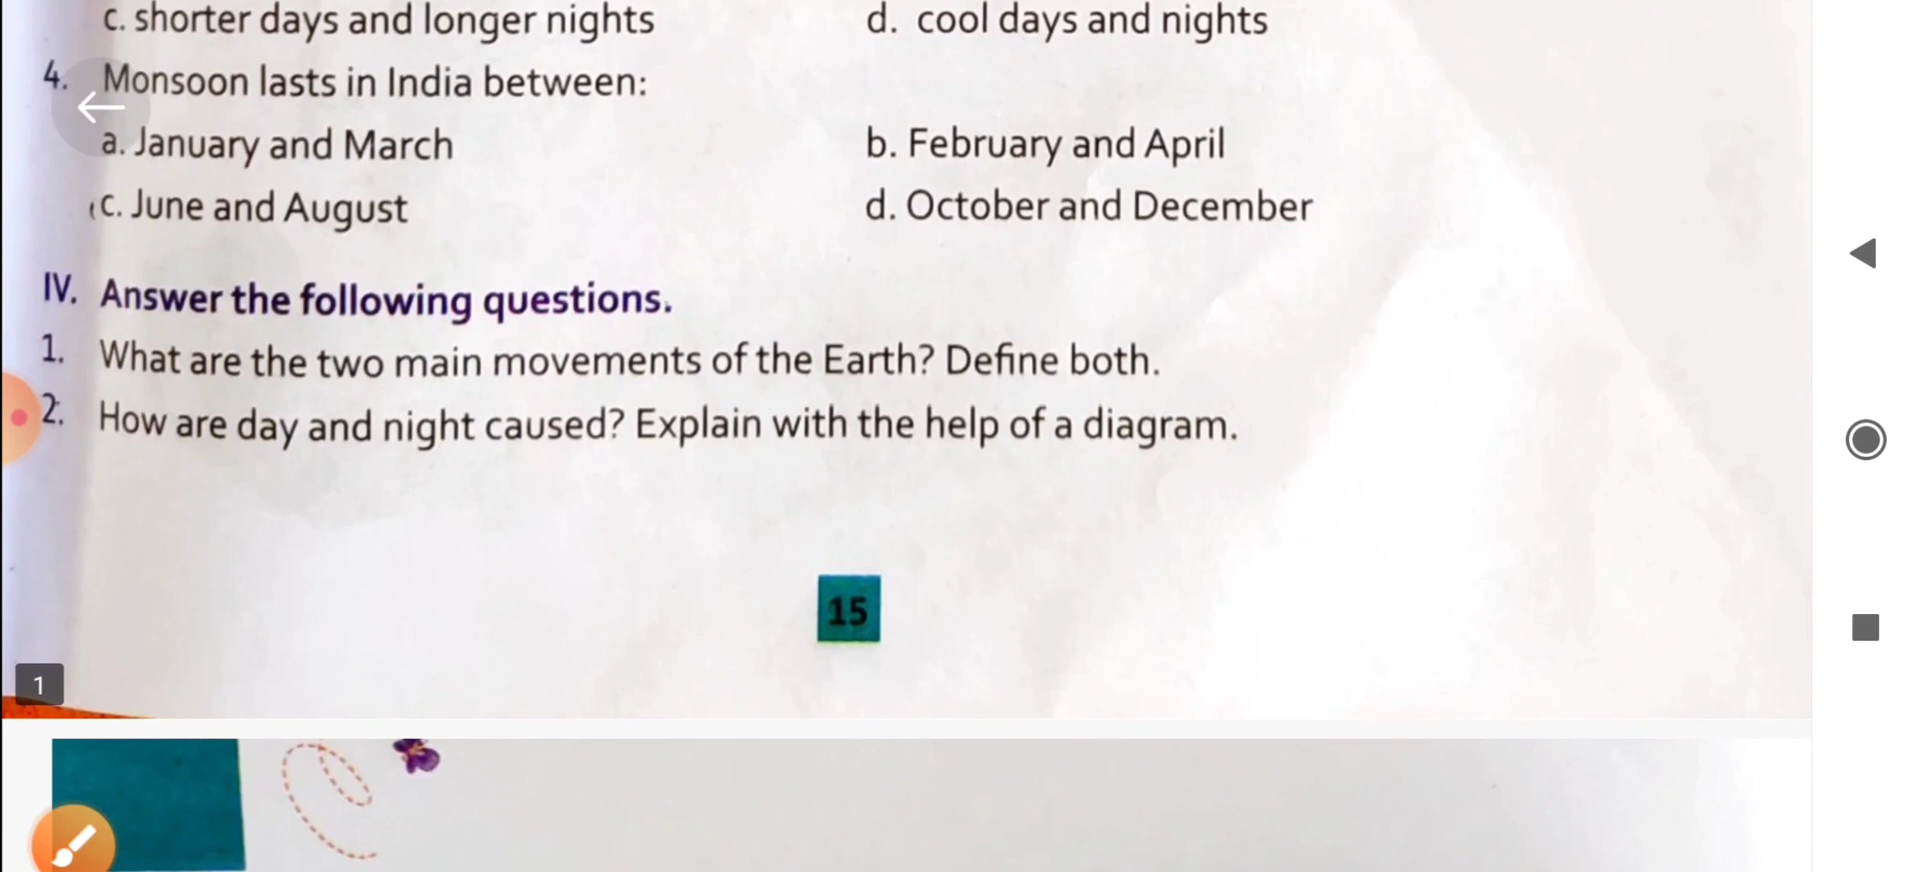 c. shorter days and longer nights
d. cool days and nights
4. Monsoon lasts in India between:
a. January and March
b. February and April
c. June and August
d. October and December
IV. Answer the following questions.
1. What are the two main movements of the Earth? Define both.
2. How are day and night caused? Explain with the help of a diagram.
15
1